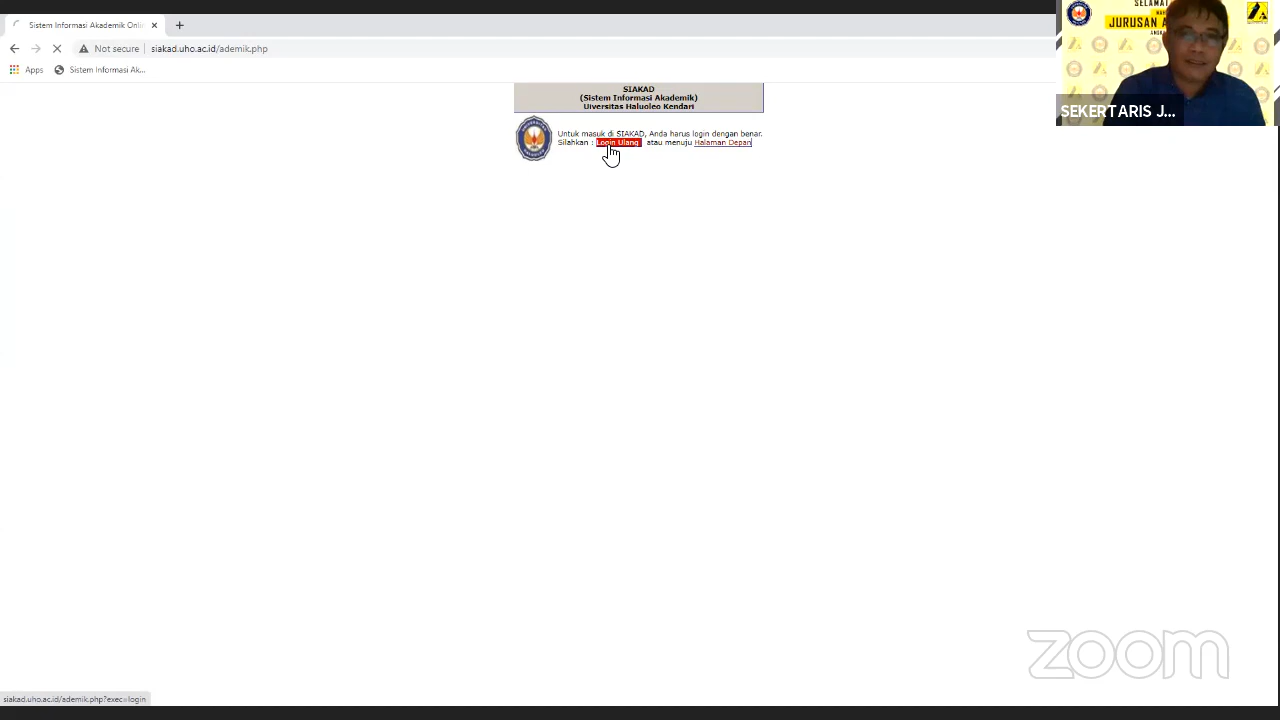 Sistem Informasi Akademik Onlin
Not secure
siakad.uho.ac.id/ademik.php
Apps
Sistem Informasi Ak...
SELAMAT
JURUSAN A
SEKERTARIS J...
SIAKAD
(Sistem Informasi Akademik)
Uiversitas Haluoleo Kendari
Untuk masuk di SIAKAD, Anda harus login dengan benar.
Silahkan : Login Ulang atau menuju Halaman Depan
zoom
siakad.uho.ac.id/ademik.php?exec=login